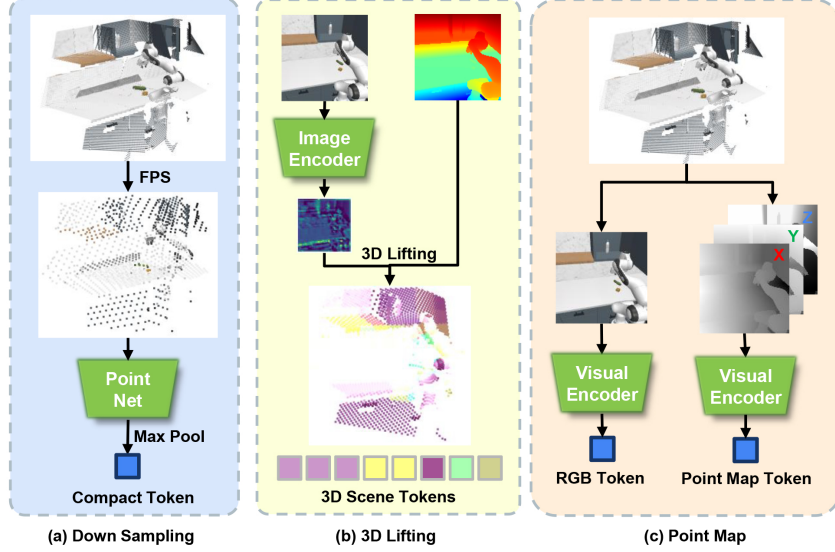 FPS
Point
Net
Max Pool
Compact Token
(a) Down Sampling
Image
Encoder
3D Lifting
3D Scene Tokens
(b) 3D Lifting
Z
Y
X
Visual
Encoder
RGB Token
Visual
Encoder
Point Map Token
(c) Point Map